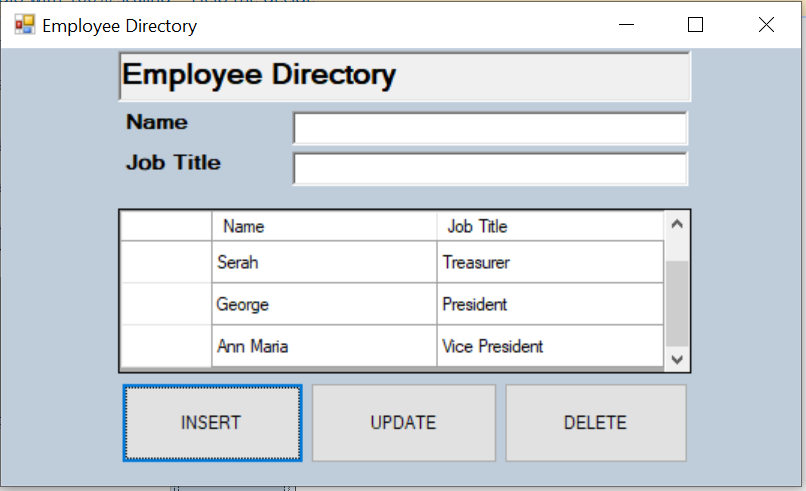 Employee Directory
Employee Directory
Name
Job Title
Name Job Title
Serah Treasurer
George President
Ann Maria Vice President
INSERT UPDATE DELETE